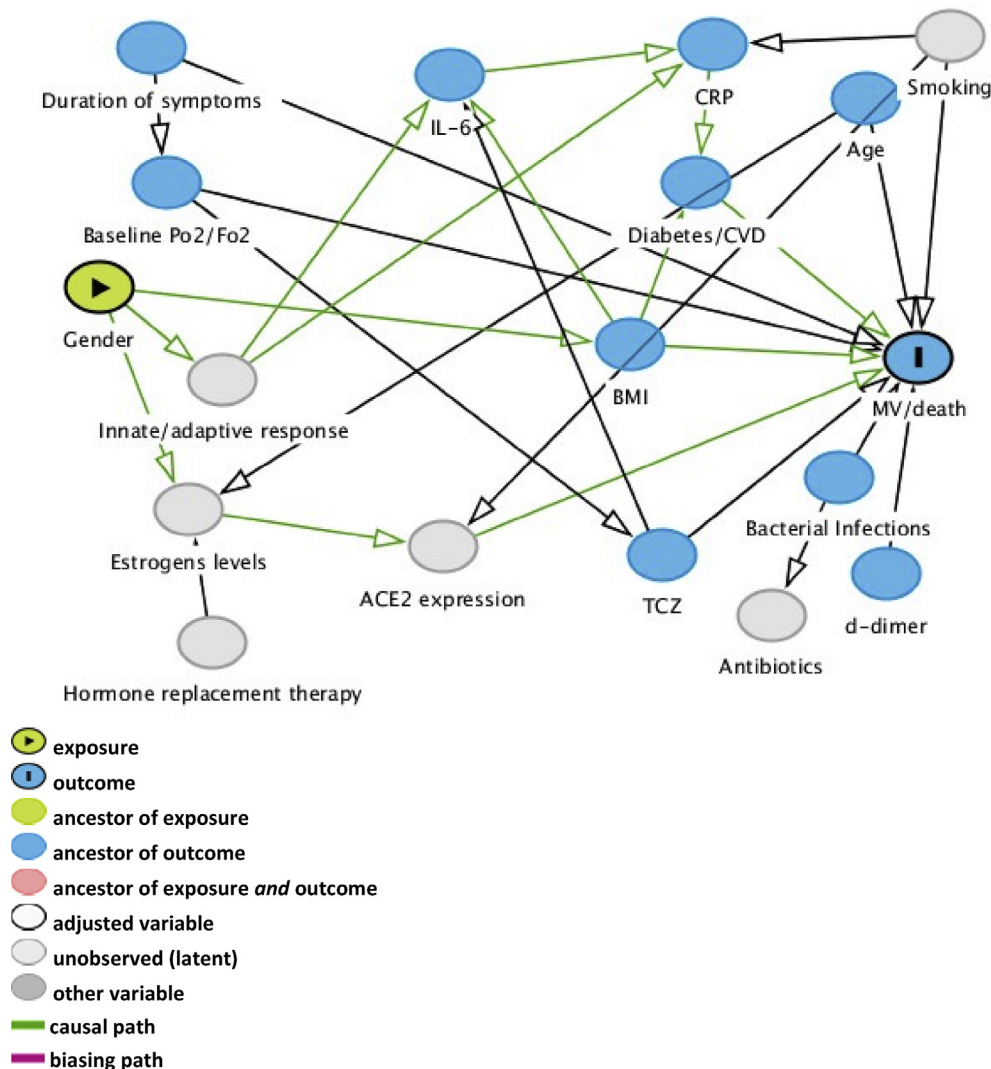 Smoking
CRP
Duration of symptoms
IL-6
Age
Baseline Po2/Fo2
Diabetes/CVD
Gender
BMI
MV/death
Innate/adaptive response
Bacterial Infections
Estrogens levels
ACE2 expression
TCZ
d-dimer
Antibiotics
Hormone replacement therapy
exposure
outcome
ancestor of exposure
ancestor of outcome
ancestor of exposure and outcome
adjusted variable
unobserved (latent)
other variable
causal path
biasing path